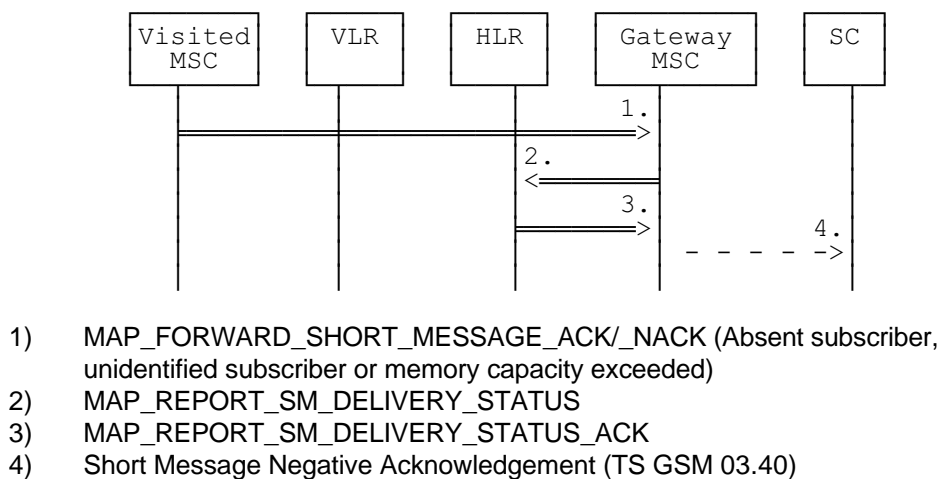 Visited
MSC
VLR
HLR
Gateway
MSC
SC
1.
2.
3.
4.
1) MAP_FORWARD_SHORT_MESSAGE_ACK/_NACK (Absent subscriber,
unidentified subscriber or memory capacity exceeded)
2) MAP_REPORT_SM_DELIVERY_STATUS
3) MAP_REPORT_SM_DELIVERY_STATUS_ACK
4) Short Message Negative Acknowledgement (TS GSM 03.40)